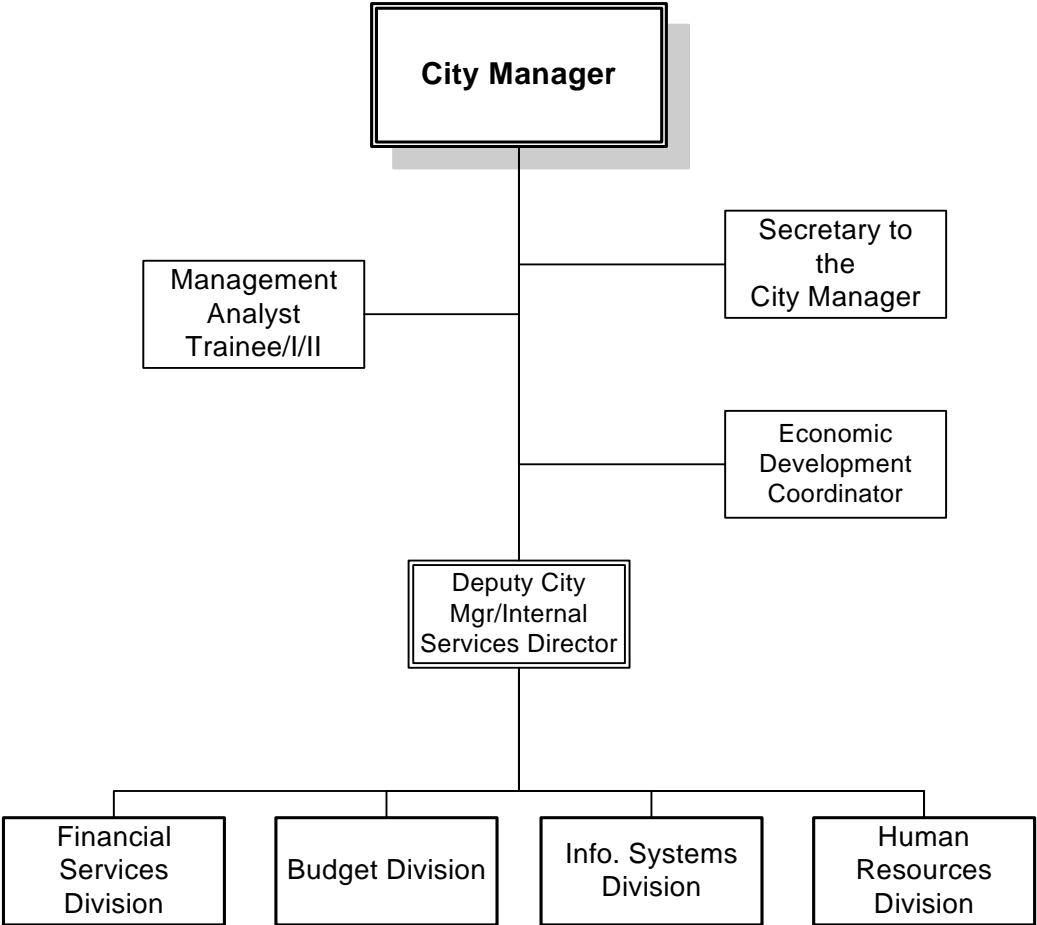 City Manager
Secretary to
the
City Manager
Management
Analyst
Trainee/I/II
Economic
Development
Coordinator
Deputy City
Mgr/Internal
Services Director
Financial
Services
Division
Budget Division
Info. Systems
Division
Human
Resources
Division